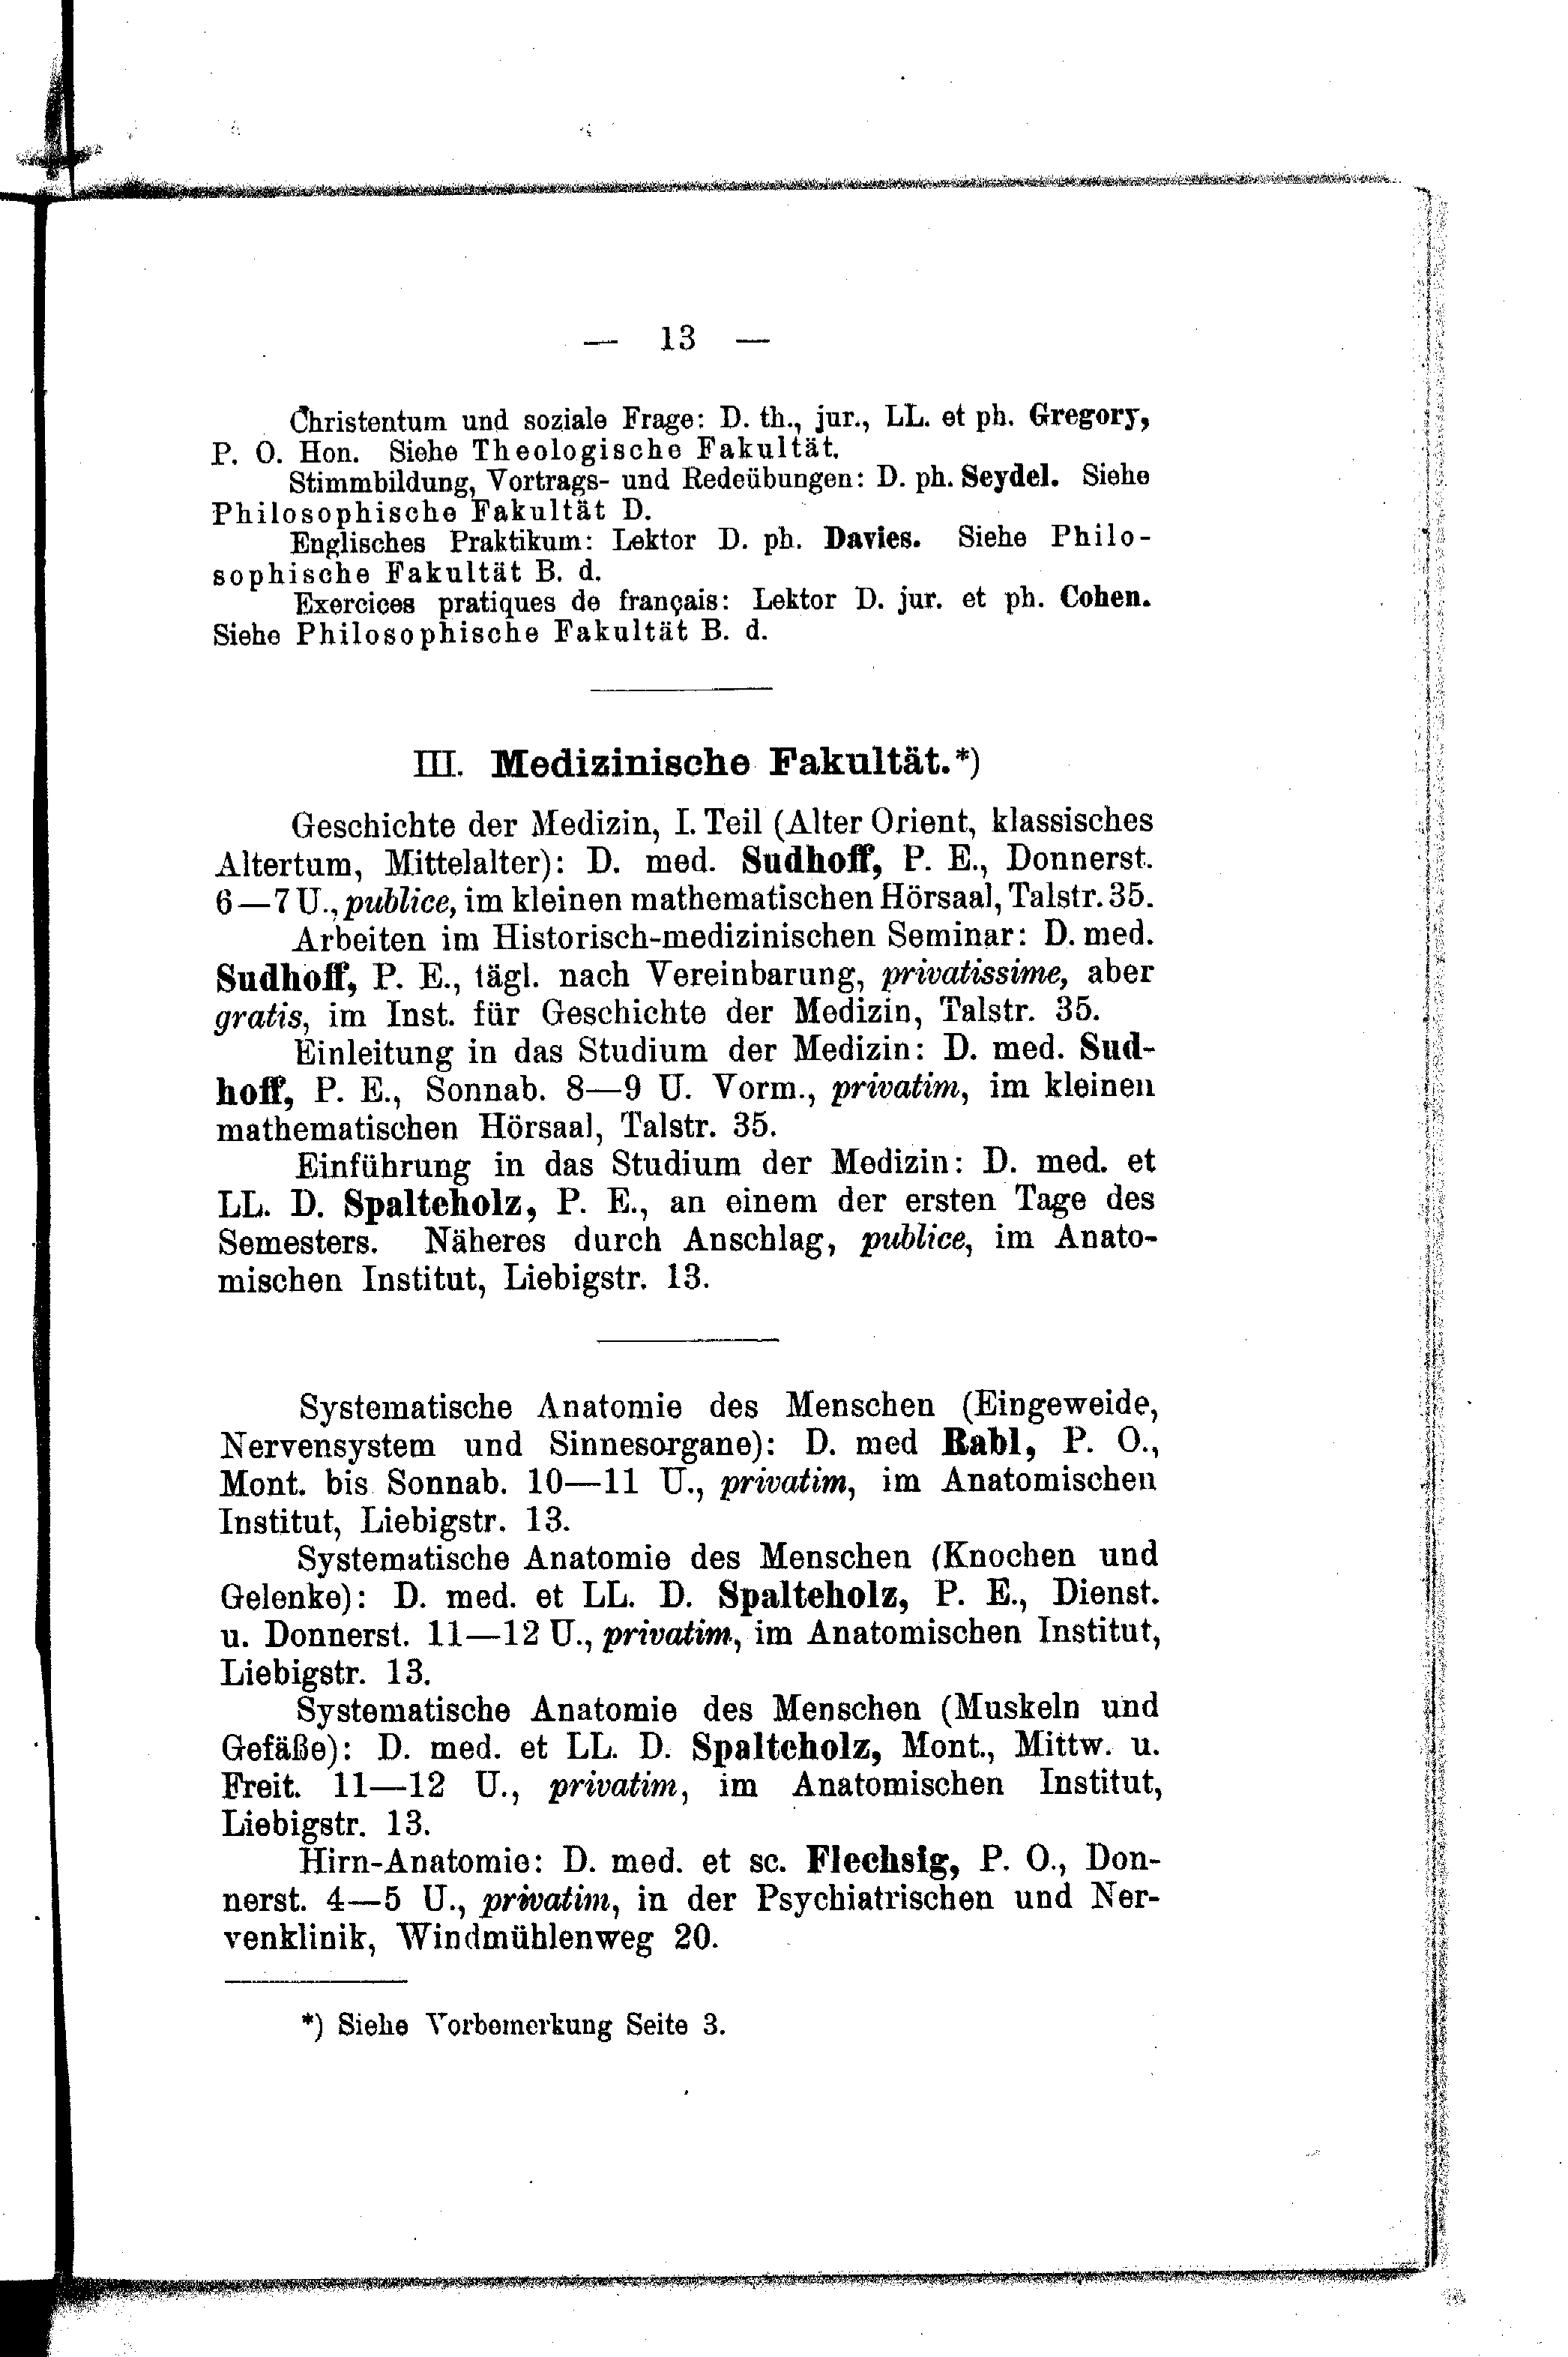 — 13 —
Christentum und soziale Frage: D. th., jur., LL. et ph. Gregory,
P. O. Hon. Siehe Theologische Fakultät.
Stimmbildung, Vortrags- und Redeübungen: D. ph. Seydel. Siehe
Philosophische Fakultät D.
Englisches Praktikum: Lektor D. ph. Davies. Siehe Philo-
sophische Fakultät B. d.
Exercices pratiques de français: Lektor D. jur. et ph. Cohen.
Siehe Philosophische Fakultät B. d.
III. Medizinische Fakultät.*)
Geschichte der Medizin, I. Teil (Alter Orient, klassisches
Altertum, Mittelalter): D. med. Sudhoff, P. E., Donnerst.
6—7 U., publice, im kleinen mathematischen Hörsaal, Talstr. 35.
Arbeiten im Historisch-medizinischen Seminar: D. med.
Sudhoff, P. E., tägl. nach Vereinbarung, privatissime, aber
gratis, im Inst. für Geschichte der Medizin, Talstr. 35.
Einleitung in das Studium der Medizin: D. med. Sud-
hoff, P. E., Sonnab. 8—9 U. Vorm., privatim, im kleinen
mathematischen Hörsaal, Talstr. 35.
Einführung in das Studium der Medizin: D. med. et
LL. D. Spalteholz, P. E., an einem der ersten Tage des
Semesters. Näheres durch Anschlag, publice, im Anato-
mischen Institut, Liebigstr. 13.
Systematische Anatomie des Menschen (Eingeweide,
Nervensystem und Sinnesorgane): D. med Rabl, P. O.,
Mont. bis Sonnab. 10—11 U., privatim, im Anatomischen
Institut, Liebigstr. 13.
Systematische Anatomie des Menschen (Knochen und
Gelenke): D. med. et LL. D. Spalteholz, P. E., Dienst.
u. Donnerst. 11—12 U., privatim, im Anatomischen Institut,
Liebigstr. 13.
Systematische Anatomie des Menschen (Muskeln und
Gefäße): D. med. et LL. D. Spalteholz, Mont., Mittw. u.
Freit. 11—12 U., privatim, im Anatomischen Institut,
Liebigstr. 13.
Hirn-Anatomie: D. med. et sc. Flechsig, P. O., Don-
nerst. 4—5 U., privatim, in der Psychiatrischen und Ner-
venklinik, Windmühlenweg 20.
*) Siehe Vorbemerkung Seite 3.